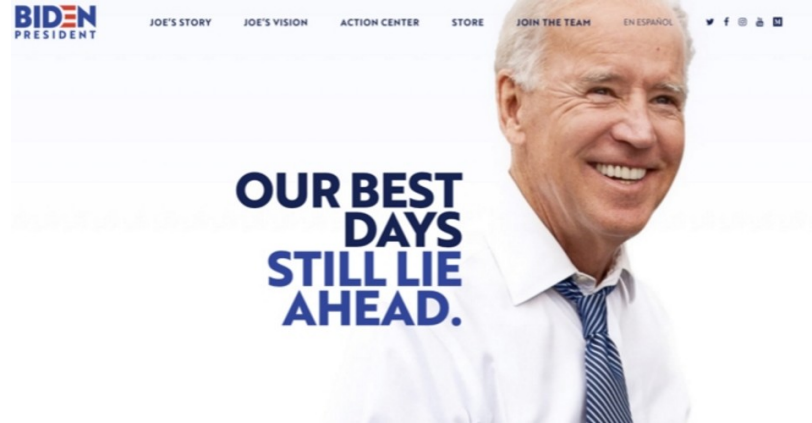 BIDEN
PRESIDENT
JOE'S STORY
JOE'S VISION
ACTION CENTER
STORE
JOIN THE TEAM
EN ESPAÑOL
OUR BEST
DAYS
STILL LIE
AHEAD.